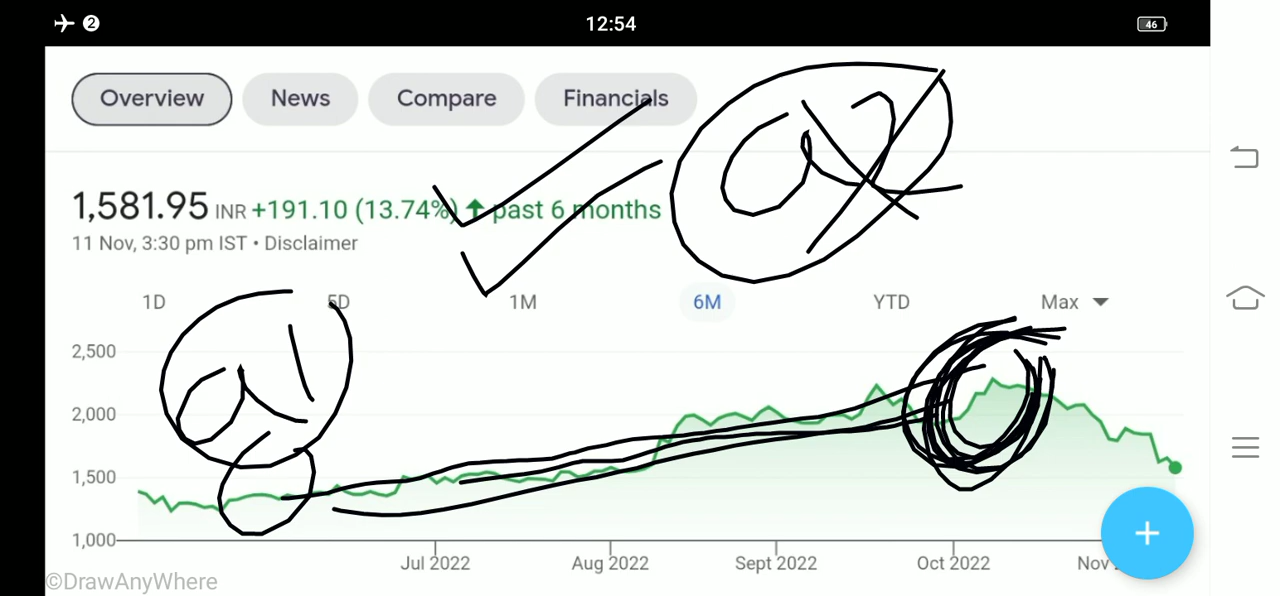 2 12:54 46
Overview News Compare Financials
1,581.95 INR +191.10 (13.74%) ↑ past 6 months
11 Nov, 3:30 pm IST • Disclaimer
1D 5D 1M 6M YTD Max
2,500
2,000
1,500
1,000
Jul 2022 Aug 2022 Sept 2022 Oct 2022
+
©DrawAnyWhere